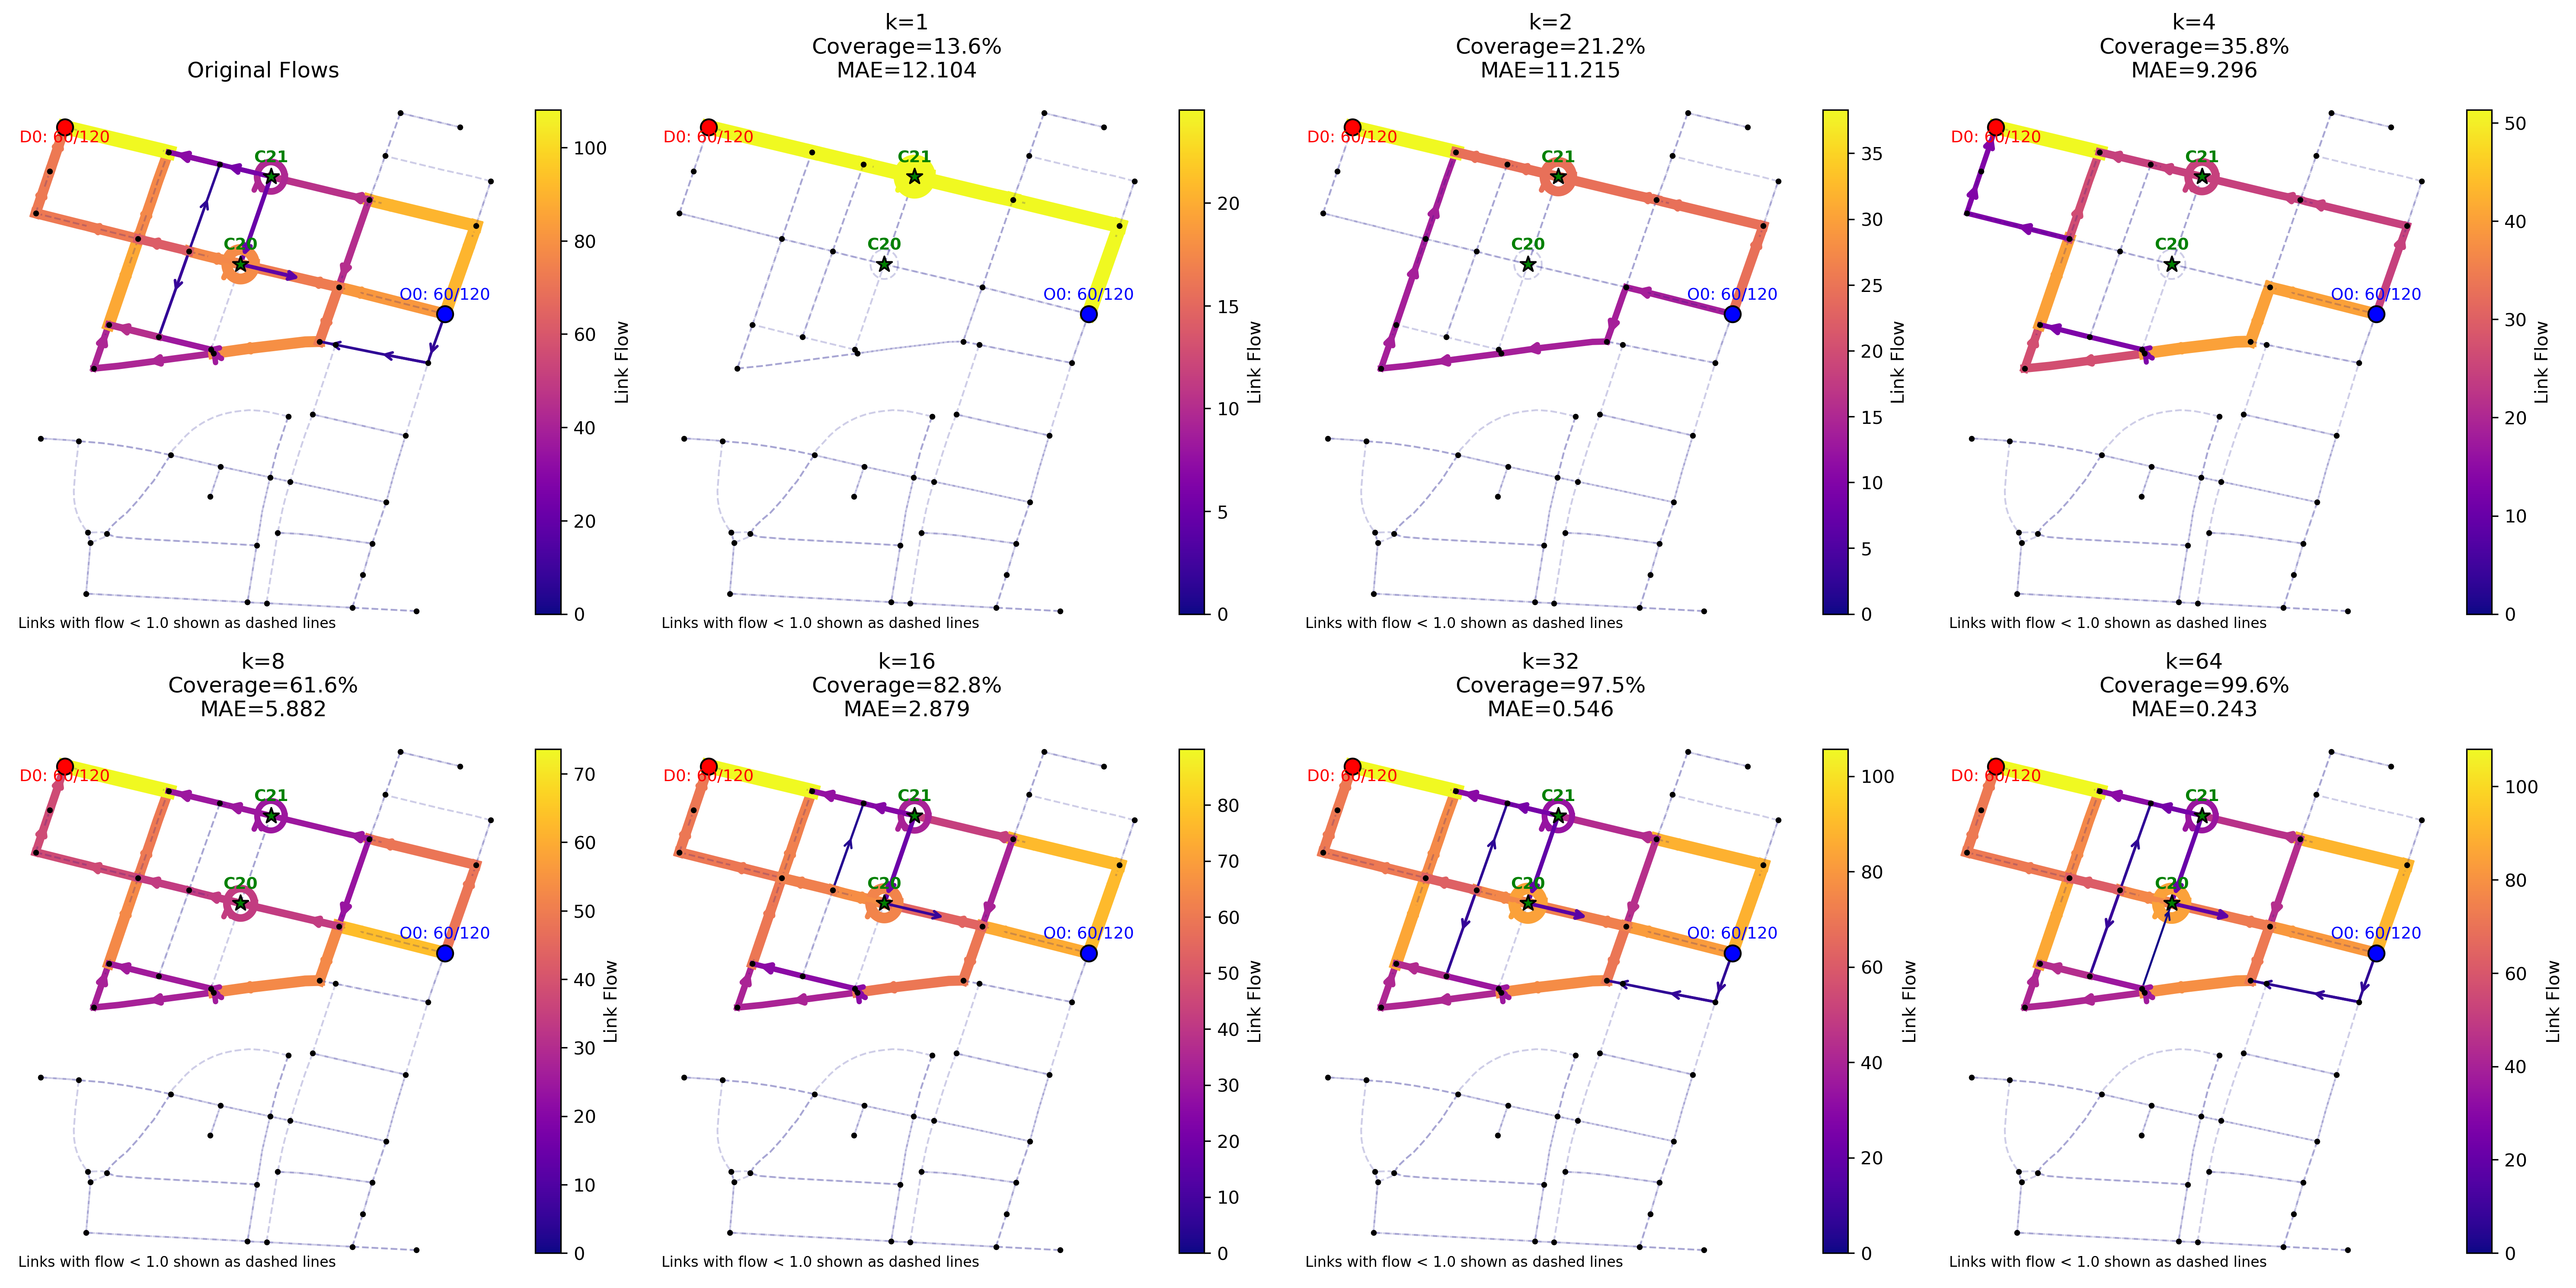 Original Flows
D0: 60/120
C21
C20
O0: 60/120
100
80
60
40
20
0
Link Flow
Links with flow < 1.0 shown as dashed lines
k=1
Coverage=13.6%
MAE=12.104
D0: 60/120
C21
C20
O0: 60/120
20
15
10
5
0
Link Flow
Links with flow < 1.0 shown as dashed lines
k=2
Coverage=21.2%
MAE=11.215
D0: 60/120
C21
C20
O0: 60/120
35
30
25
20
15
10
5
0
Link Flow
Links with flow < 1.0 shown as dashed lines
k=4
Coverage=35.8%
MAE=9.296
D0: 60/120
C21
C20
O0: 60/120
50
40
30
20
10
0
Link Flow
Links with flow < 1.0 shown as dashed lines
k=8
Coverage=61.6%
MAE=5.882
D0: 60/120
C21
C20
O0: 60/120
70
60
50
40
30
20
10
0
Link Flow
Links with flow < 1.0 shown as dashed lines
k=16
Coverage=82.8%
MAE=2.879
D0: 60/120
C21
C20
O0: 60/120
80
70
60
50
40
30
20
10
0
Link Flow
Links with flow < 1.0 shown as dashed lines
k=32
Coverage=97.5%
MAE=0.546
D0: 60/120
C21
C20
O0: 60/120
100
80
60
40
20
0
Link Flow
Links with flow < 1.0 shown as dashed lines
k=64
Coverage=99.6%
MAE=0.243
D0: 60/120
C21
C20
O0: 60/120
100
80
60
40
20
0
Link Flow
Links with flow < 1.0 shown as dashed lines